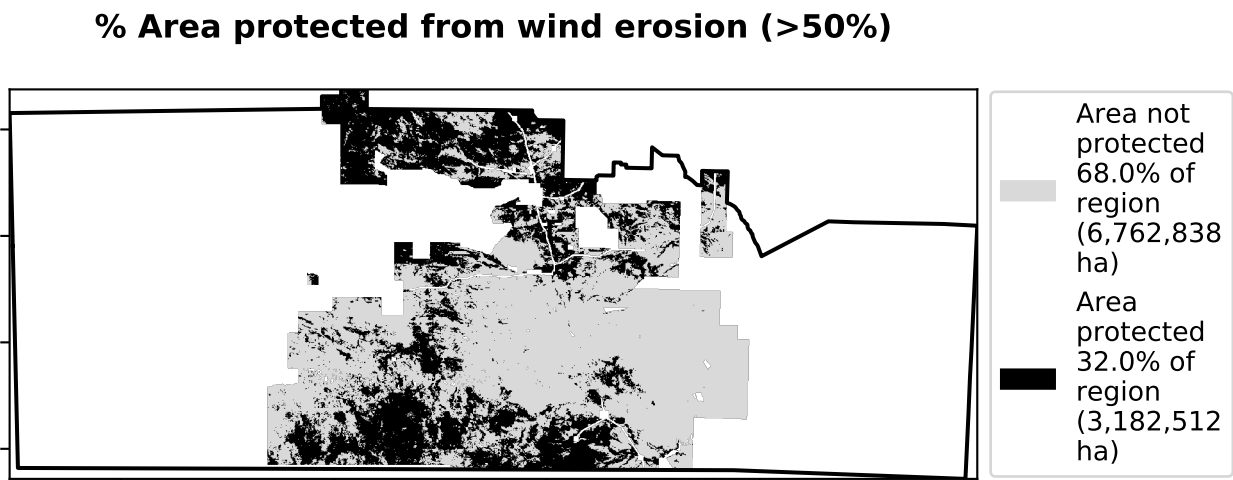 % Area protected from wind erosion (>50%)
Area not
protected
68.0% of
region
(6,762,838
ha)
Area
protected
32.0% of
region
(3,182,512
ha)